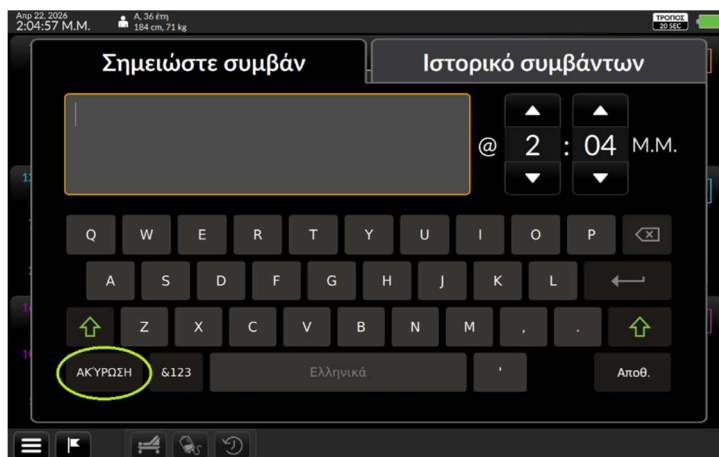 Απρ 22, 2026
2:04:57 Μ.Μ.
Α, 36 έτη
184 cm, 71 kg
ΤΡΟΠΟΣ
20 SEC
Σημειώστε συμβάν
Ιστορικό συμβάντων
@ 2 : 04 Μ.Μ.
Q W E R T Y U I O P
A S D F G H J K L
Z X C V B N M , .
ΑΚΎΡΩΣΗ &123 Ελληνικά ' Αποθ.